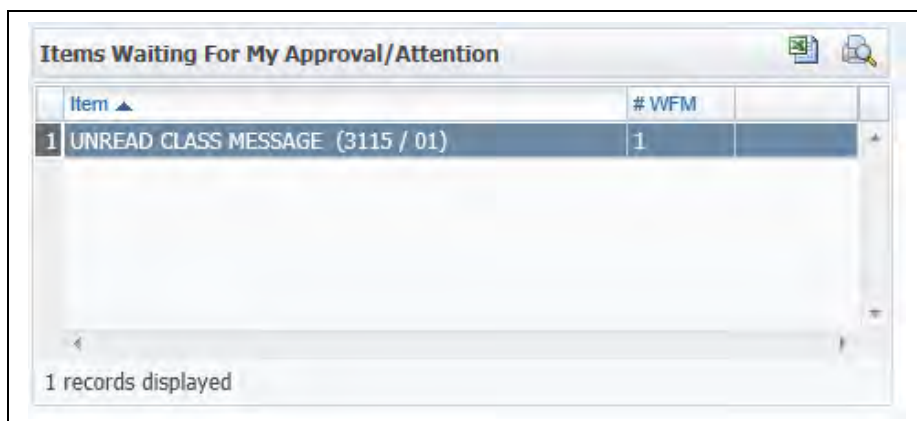 Items Waiting For My Approval/Attention
Item # WFM
1 UNREAD CLASS MESSAGE (3115 / 01) 1
1 records displayed